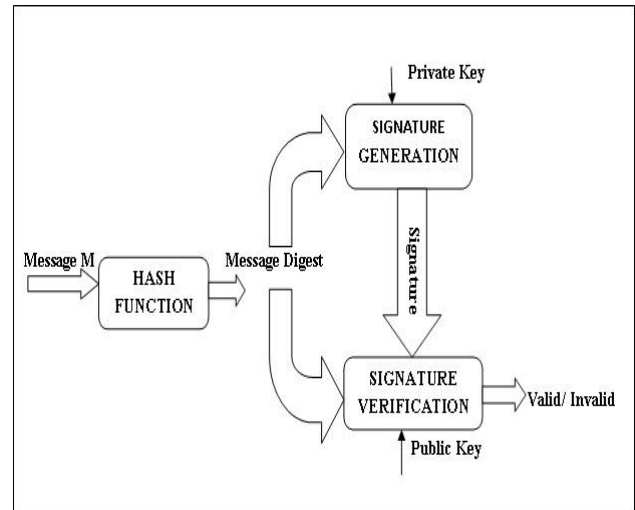 Private Key
SIGNATURE
GENERATION
Message M
HASH
FUNCTION
Message Digest
Signature
SIGNATURE
VERIFICATION
Valid/ Invalid
Public Key